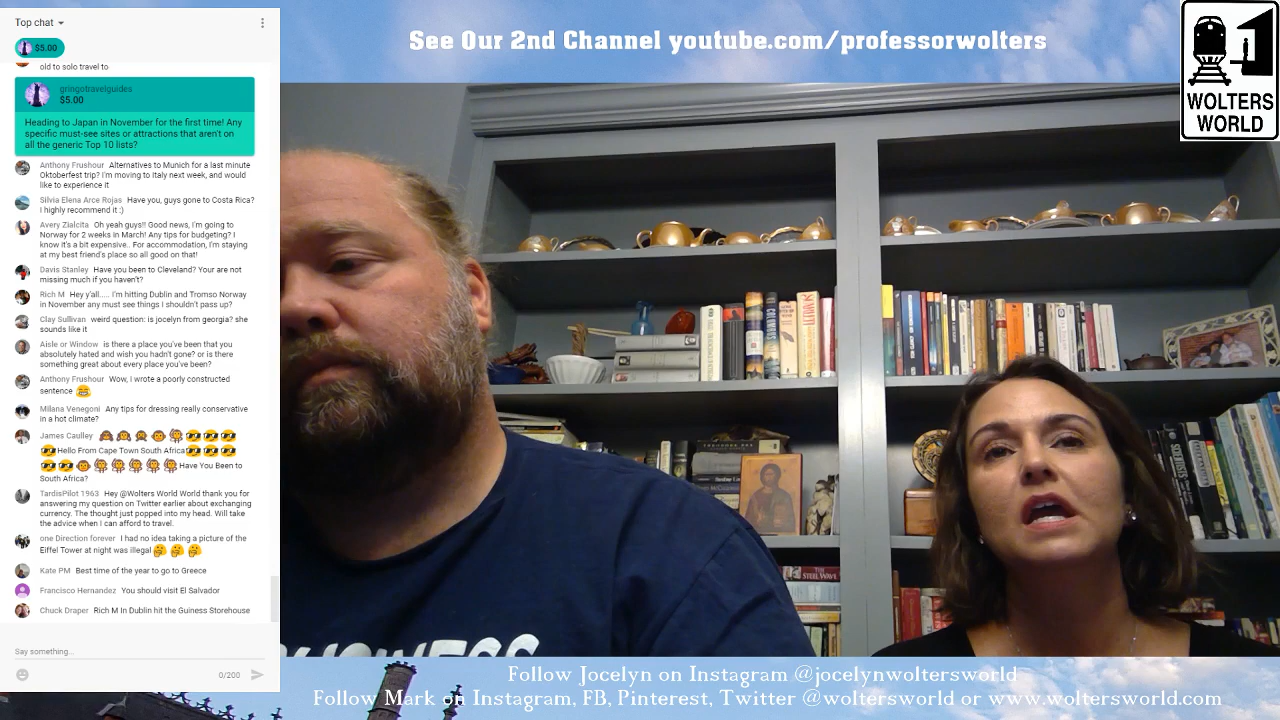 See Our 2nd Channel youtube.com/professorwolters
WOLTERS
WORLD
Top chat
$5.00
old to solo travel to
gringotravelguides
$5.00
Heading to Japan in November for the first time! Any
specific must-see sites or attractions that aren't on
all the generic Top 10 lists?
Anthony Frushour Alternatives to Munich for a last minute
Oktoberfest trip? I'm moving to Italy next week, and would
like to experience it
Silvia Elena Arce Rojas Have you, guys gone to Costa Rica?
I highly recommend it :)
Avery Zialcita Oh yeah guys!! Good news, I'm going to
Norway for 2 weeks in March! Any tips for budgeting? I
know it's a bit expensive.. For accommodation, I'm staying
at my best friend's place so all good on that!
Davis Stanley Have you been to Cleveland? Your are not
missing much if you haven't?
Rich M Hey y'all..... I'm hitting Dublin and Tromso Norway
in November any must see things I shouldn't pass up?
Clay Sullivan weird question: is jocelyn from georgia? she
sounds like it
Aisle or Window is there a place you've been that you
absolutely hated and wish you hadn't gone? or is there
something great about every place you've been?
Anthony Frushour Wow, I wrote a poorly constructed
sentence 😂
Milana Venegoni Any tips for dressing really conservative
in a hot climate?
James Caulley
Hello From Cape Town South Africa
Have You Been to
South Africa?
TardisPilot 1963 Hey @Wolters World World thank you for
answering my question on Twitter earlier about exchanging
currency. The thought just popped into my head. Will take
the advice when I can afford to travel.
one Direction forever I had no idea taking a picture of the
Eiffel Tower at night was illegal 🤔 🤔 🤔
Kate PM Best time of the year to go to Greece
Francisco Hernandez You should visit El Salvador
Chuck Draper Rich M In Dublin hit the Guiness Storehouse
Say something...
0/200
BUSINESS
Follow Jocelyn on Instagram @jocelynwoltersworld
Follow Mark on Instagram, FB, Pinterest, Twitter @woltersworld or www.woltersworld.com